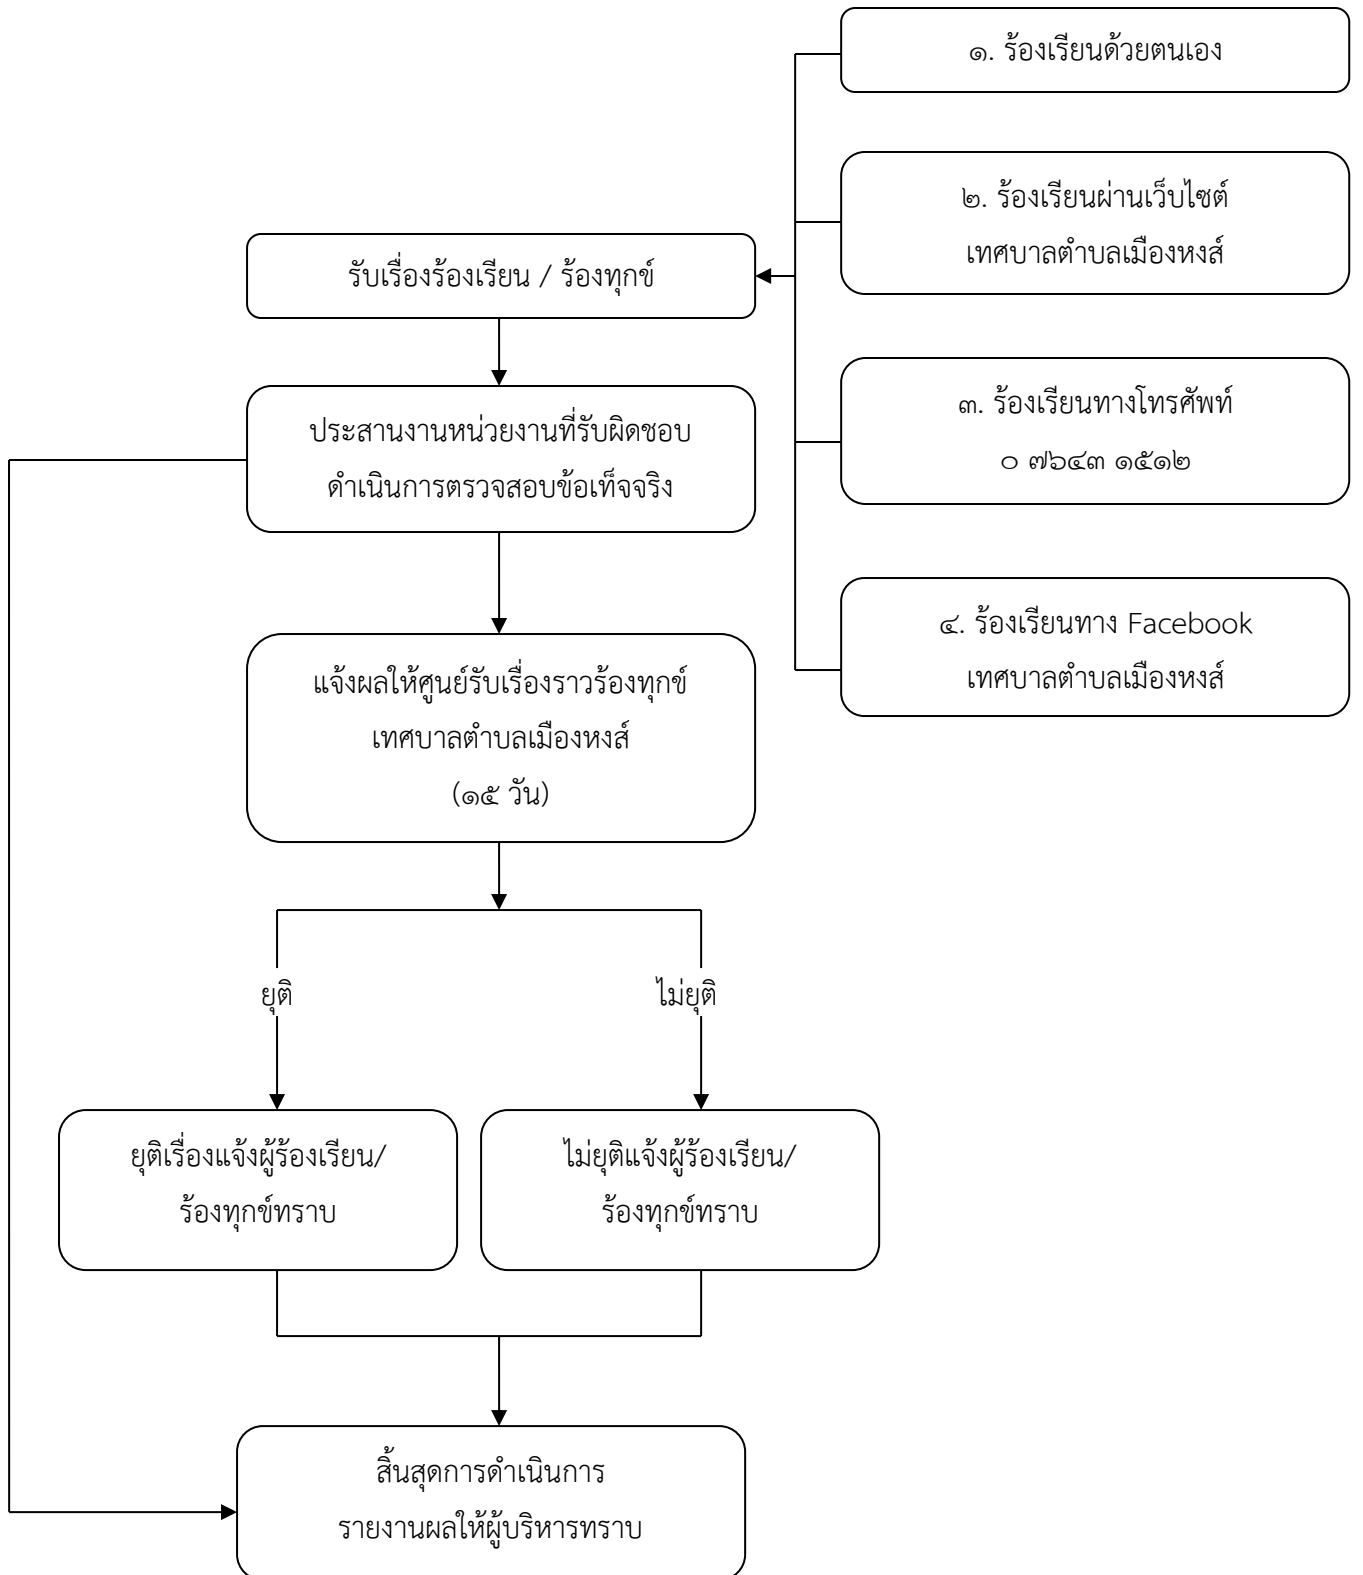 ๑. ร้องเรียนด้วยตนเอง
๒. ร้องเรียนผ่านเว็บไซต์
เทศบาลตำบลเมืองหงส์
รับเรื่องร้องเรียน / ร้องทุกข์
๓. ร้องเรียนทางโทรศัพท์
๐ ๗๖๔๓ ๑๕๑๒
ประสานงานหน่วยงานที่รับผิดชอบ
ดำเนินการตรวจสอบข้อเท็จจริง
๔. ร้องเรียนทาง Facebook
เทศบาลตำบลเมืองหงส์
แจ้งผลให้ศูนย์รับเรื่องราวร้องทุกข์
เทศบาลตำบลเมืองหงส์
(๑๕ วัน)
ยุติ
ไม่ยุติ
ยุติเรื่องแจ้งผู้ร้องเรียน/
ร้องทุกข์ทราบ
ไม่ยุติแจ้งผู้ร้องเรียน/
ร้องทุกข์ทราบ
สิ้นสุดการดำเนินการ
รายงานผลให้ผู้บริหารทราบ